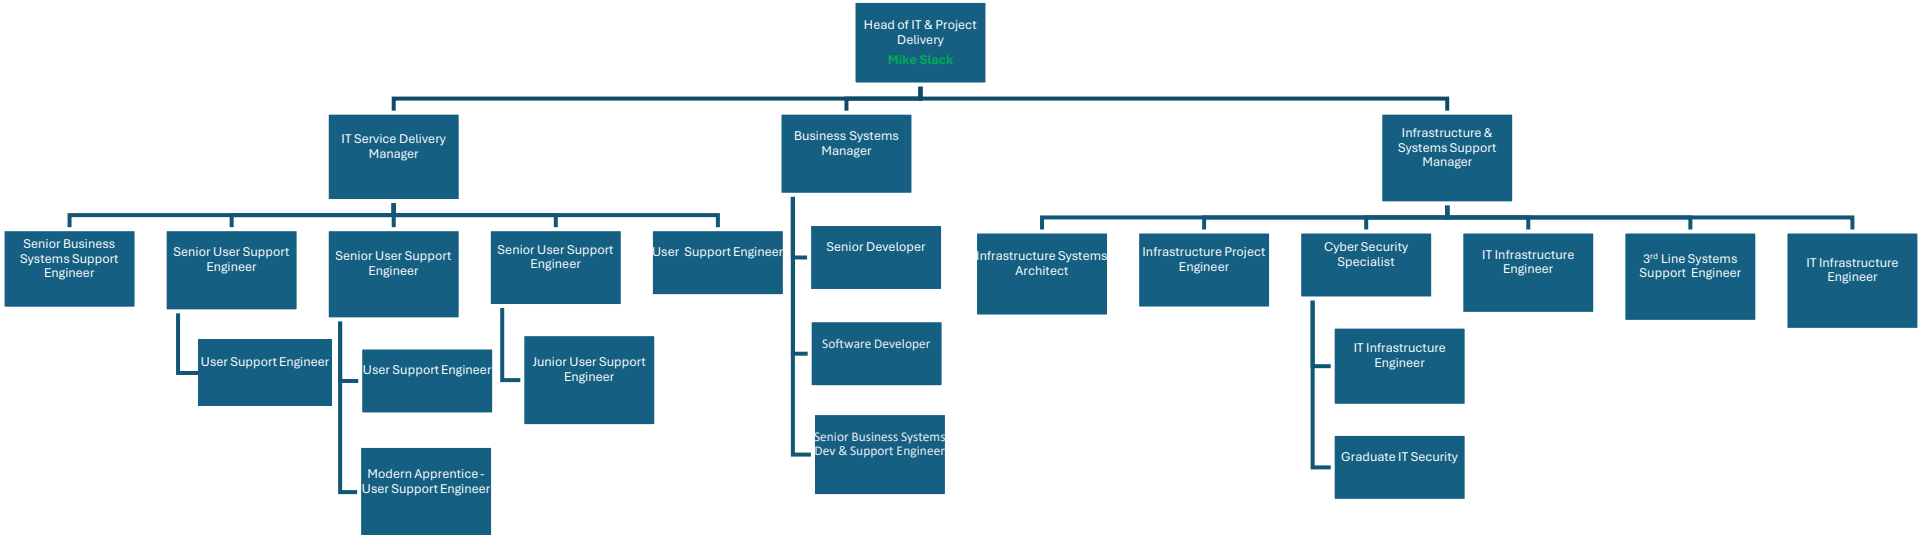 Head of IT & Project
Delivery
Mike Slack
IT Service Delivery
Manager
Business Systems
Manager
Infrastructure &
Systems Support
Manager
Senior Business
Systems Support
Engineer
Senior User Support
Engineer
Senior User Support
Engineer
Senior User Support
Engineer
User  Support Engineer
Senior Developer
Infrastructure Systems
Architect
Infrastructure Project
Engineer
Cyber Security
Specialist
IT Infrastructure
Engineer
3rd Line Systems
Support  Engineer
IT Infrastructure
Engineer
User Support Engineer
User Support Engineer
Junior User Support
Engineer
Software Developer
IT Infrastructure
Engineer
Modern Apprentice -
User Support Engineer
Senior Business Systems
Dev & Support Engineer
Graduate IT Security